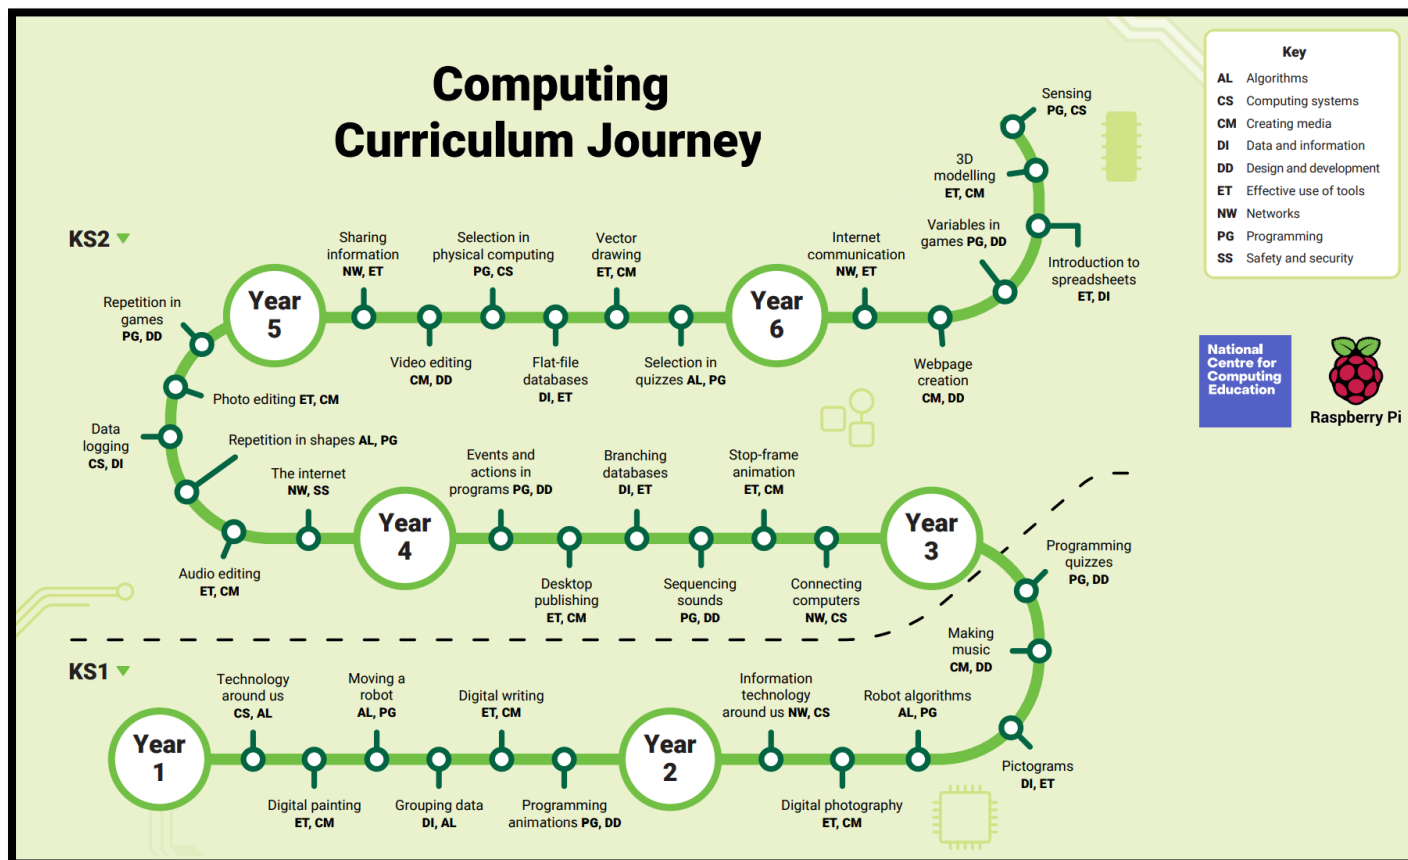 Computing
Curriculum Journey
Key
AL Algorithms
CS Computing systems
CM Creating media
DI Data and information
DD Design and development
ET Effective use of tools
NW Networks
PG Programming
SS Safety and security
National
Centre for
Computing
Education
Raspberry Pi
Sensing
PG, CS
3D
modelling
ET, CM
Introduction to
spreadsheets
ET, DI
Variables in
games PG, DD
Webpage
creation
CM, DD
Internet
communication
NW, ET
Year
6
Selection in
quizzes AL, PG
Vector
drawing
ET, CM
Flat-file
databases
DI, ET
Selection in
physical computing
PG, CS
Video editing
CM, DD
Sharing
information
NW, ET
Year
5
KS2
Repetition in
games
PG, DD
Photo editing ET, CM
Data
logging
CS, DI
Repetition in shapes AL, PG
Audio editing
ET, CM
The internet
NW, SS
Year
4
Events and
actions in
programs PG, DD
Desktop
publishing
ET, CM
Branching
databases
DI, ET
Sequencing
sounds
PG, DD
Stop-frame
animation
ET, CM
Connecting
computers
NW, CS
Year
3
Programming
quizzes
PG, DD
Making
music
CM, DD
Pictograms
DI, ET
Robot algorithms
AL, PG
Digital photography
ET, CM
Information
technology
around us NW, CS
Year
2
Programming
animations PG, DD
Digital writing
ET, CM
Grouping data
DI, AL
Moving a
robot
AL, PG
Digital painting
ET, CM
Technology
around us
CS, AL
Year
1
KS1